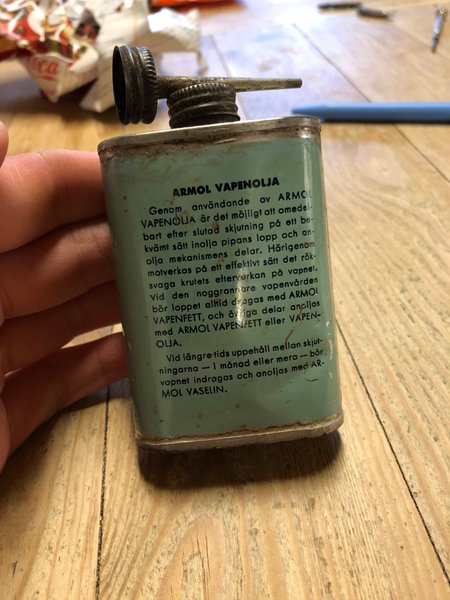 ARMOL VAPENOLJA
Genom användande av ARMOL
VAPENOLJA är det möjligt att omedel-
bart efter slutad skjutning på ett be-
kvämt sätt inolja pipans lopp och an-
olja mekanismens delar. Härigenom
motverkas på ett effektivt sätt det rök-
svaga krutets efterverkan på vapnet.
Vid den noggrannare vapenvården
bör loppet alltid indragas med ARMOL
VAPENFETT, och övriga delar anoljas
med ARMOL VAPENFETT eller VAPEN-
OLJA.
Vid längre tids uppehåll mellan skjut-
ningarna — 1 månad eller mera — bör
vapnet indragas och anoljas med AR-
MOL VASELIN.